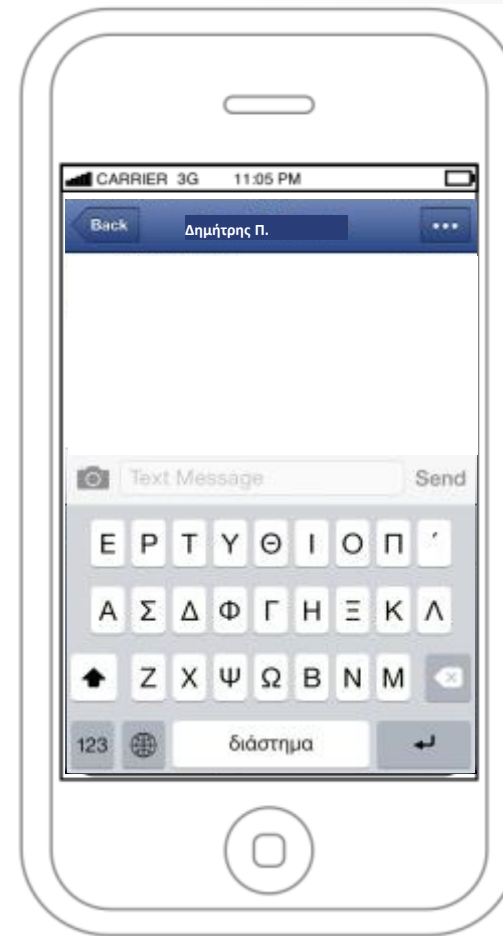 CARRIER 3G 11:05 PM
Back Δημήτρης Π. •••
Text Message Send
Ε Ρ Τ Υ Θ Ι Ο Π ΄
Α Σ Δ Φ Γ Η Ξ Κ Λ
Ζ Χ Ψ Ω Β Ν Μ
123 διάστημα